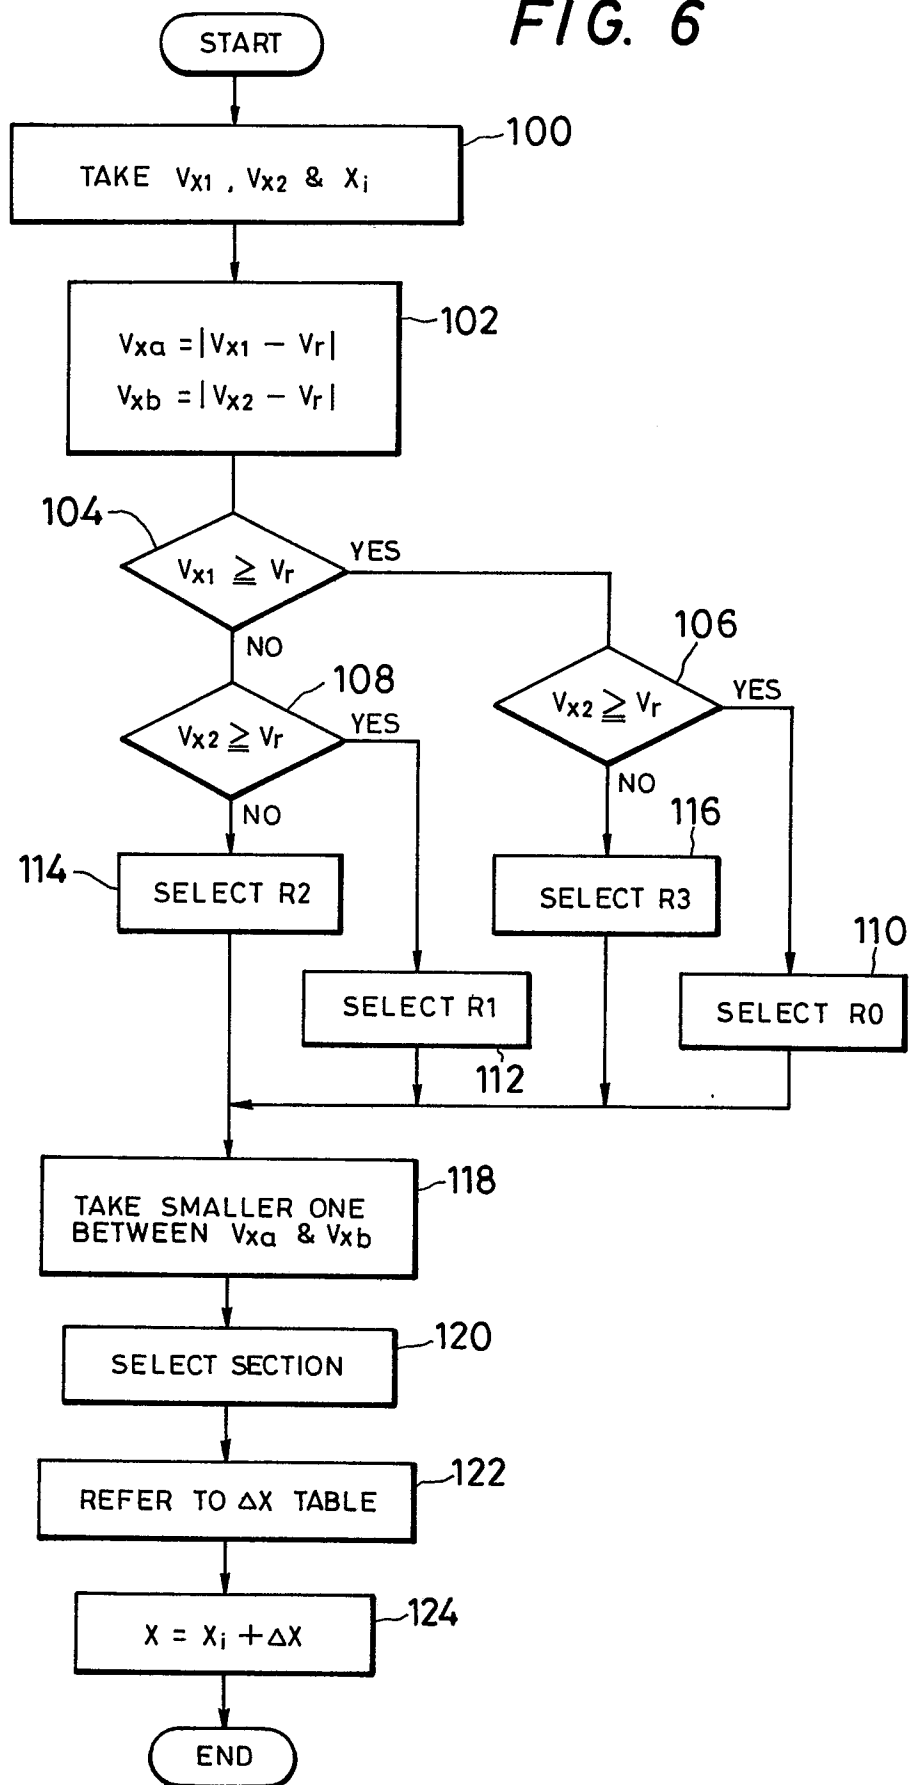 FIG. 6
START
100
TAKE Vx1 , Vx2 & Xi
102
Vxa = |Vx1 − Vr|
Vxb = |Vx2 − Vr|
104
Vx1 ≧ Vr
YES
NO
106
Vx2 ≧ Vr
YES
NO
108
Vx2 ≧ Vr
YES
NO
114
SELECT R2
116
SELECT R3
110
SELECT R0
SELECT R1
112
118
TAKE SMALLER ONE
BETWEEN Vxa & Vxb
120
SELECT SECTION
122
REFER TO ΔX TABLE
124
X = Xi + ΔX
END